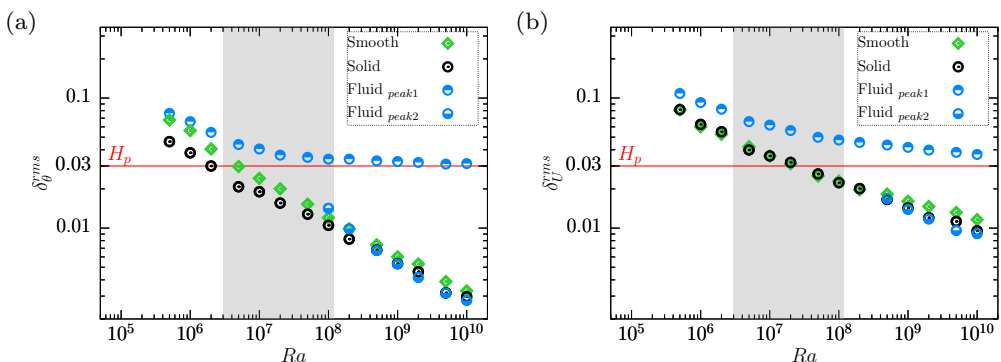 (a)
Smooth
Solid
Fluid peak1
Fluid peak2
0.1
0.03
0.01
H_p
δ_θ^{rms}
10^5 10^6 10^7 10^8 10^9 10^10
Ra
(b)
Smooth
Solid
Fluid peak1
Fluid peak2
0.1
0.03
0.01
H_p
δ_U^{rms}
10^5 10^6 10^7 10^8 10^9 10^10
Ra